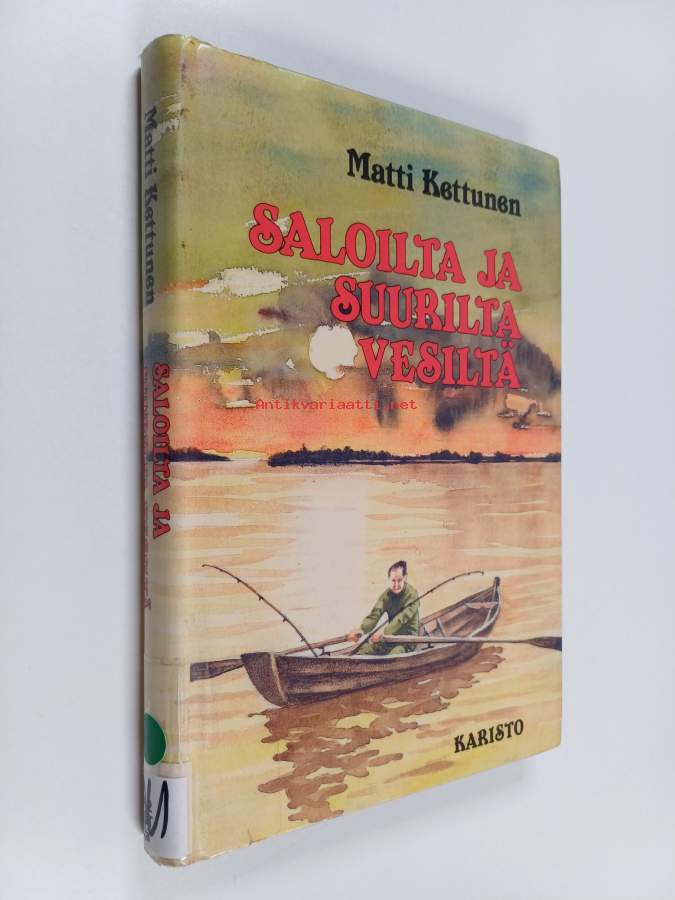 Matti Kettunen
SALOILTA JA
SUURILTA
VESILTÄ
Antikvariaatti.net
KARISTO
Matti Kettunen
SALOILTA JA